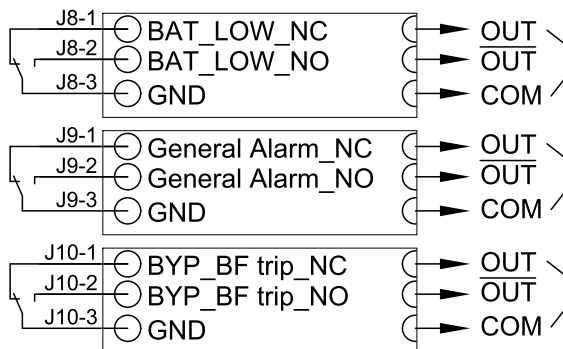 J8-1 BAT_LOW_NC OUT
J8-2 BAT_LOW_NO OUT
J8-3 GND COM
J9-1 General Alarm_NC OUT
J9-2 General Alarm_NO OUT
J9-3 GND COM
J10-1 BYP_BF trip_NC OUT
J10-2 BYP_BF trip_NO OUT
J10-3 GND COM